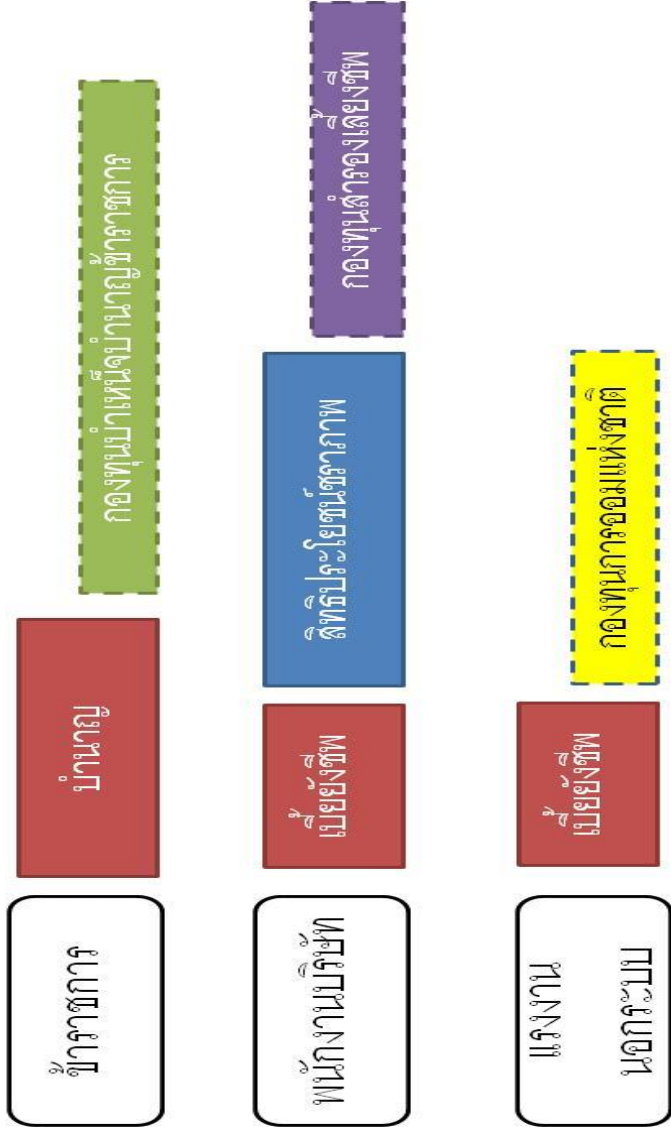 ข้าราชการ
บำนาญ
กองทุนบำเหน็จบำนาญข้าราชการ
พนักงานบริษัท
เบี้ยยังชีพ
สิทธิประโยชน์ชราภาพ
กองทุนสำรองเลี้ยงชีพ
แรงงาน
นอกระบบ
เบี้ยยังชีพ
กองทุนการออมแห่งชาติ